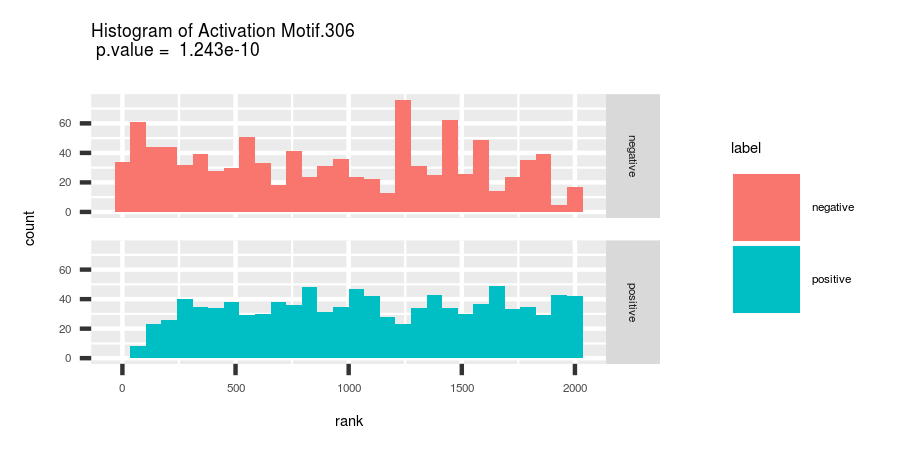 Histogram of Activation Motif.306
p.value =  1.243e-10
count
60
40
20
0
negative
60
40
20
0
positive
0
500
1000
1500
2000
rank
label
negative
positive